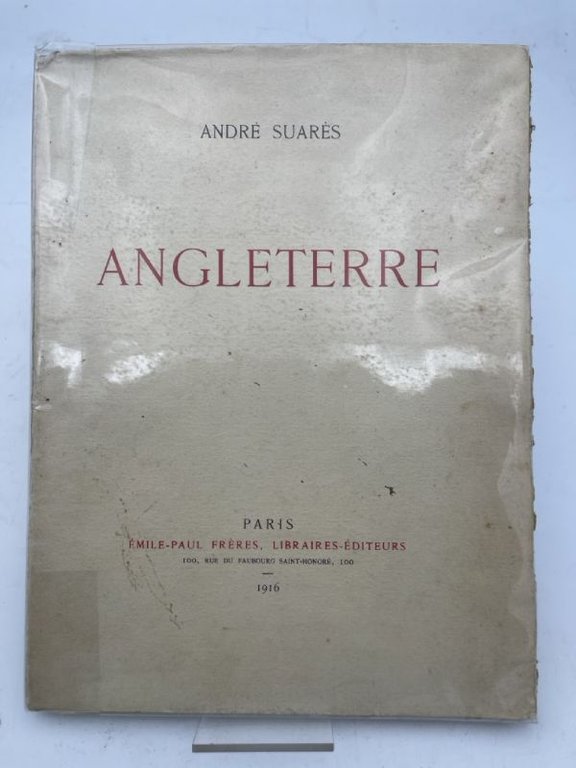 ANDRÉ SUARÈS
ANGLETERRE
PARIS
ÉMILE-PAUL FRÈRES, LIBRAIRES-ÉDITEURS
100, RUE DU FAUBOURG SAINT-HONORÉ, 100
1916